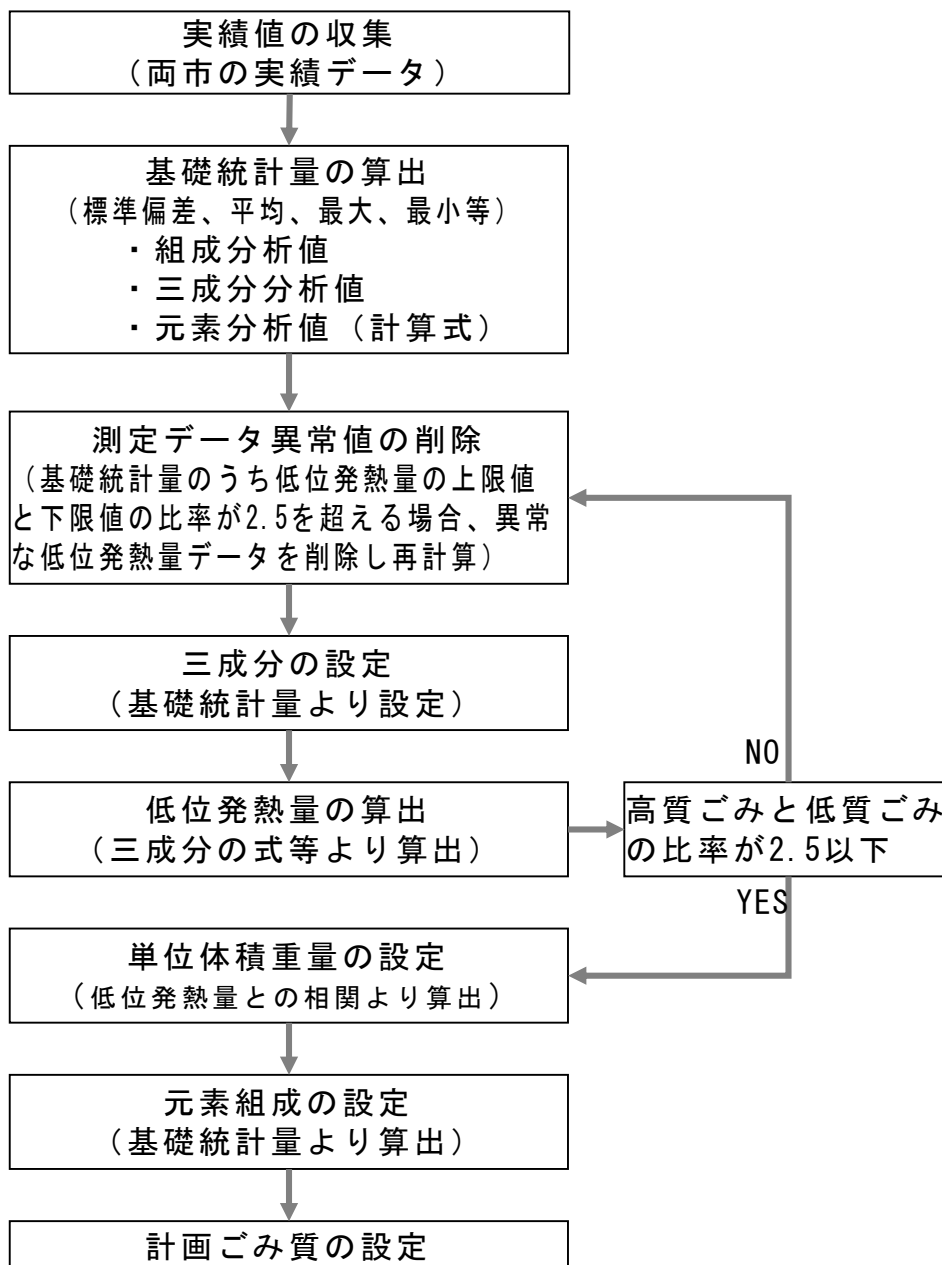 実績値の収集
（両市の実績データ）
基礎統計量の算出
（標準偏差、平均、最大、最小等）
・組成分析値
・三成分分析値
・元素分析値（計算式）
測定データ異常値の削除
（基礎統計量のうち低位発熱量の上限値
と下限値の比率が2.5を超える場合、異常
な低位発熱量データを削除し再計算）
三成分の設定
（基礎統計量より設定）
低位発熱量の算出
（三成分の式等より算出）
NO
高質ごみと低質ごみ
の比率が2.5以下
YES
単位体積重量の設定
（低位発熱量との相関より算出）
元素組成の設定
（基礎統計量より算出）
計画ごみ質の設定